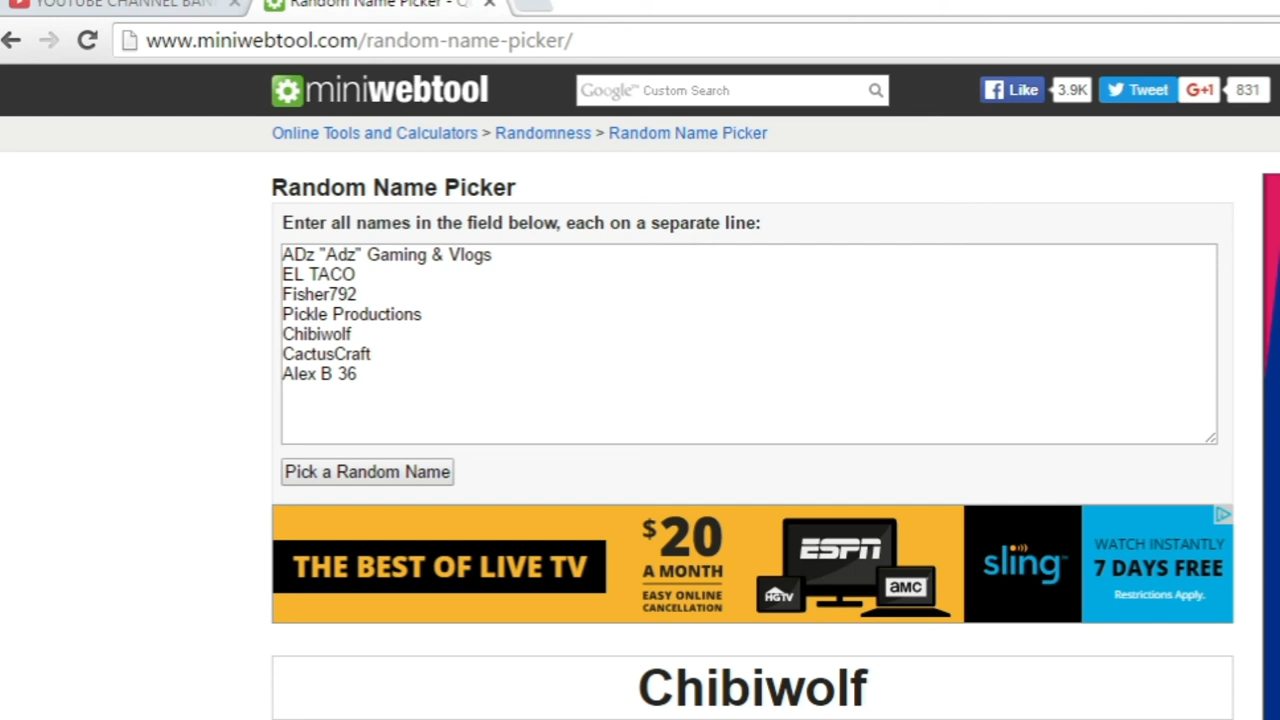 YOUTUBE CHANNEL BAN
Random Name Picker -
www.miniwebtool.com/random-name-picker/
miniwebtool
Google™ Custom Search
Like 3.9K Tweet G+1 831
Online Tools and Calculators > Randomness > Random Name Picker
Random Name Picker
Enter all names in the field below, each on a separate line:
ADz "Adz" Gaming & Vlogs
EL TACO
Fisher792
Pickle Productions
Chibiwolf
CactusCraft
Alex B 36
Pick a Random Name
THE BEST OF LIVE TV
$20
A MONTH
EASY ONLINE
CANCELLATION
ESPN
HGTV
amc
sling
WATCH INSTANTLY
7 DAYS FREE
Restrictions Apply.
Chibiwolf